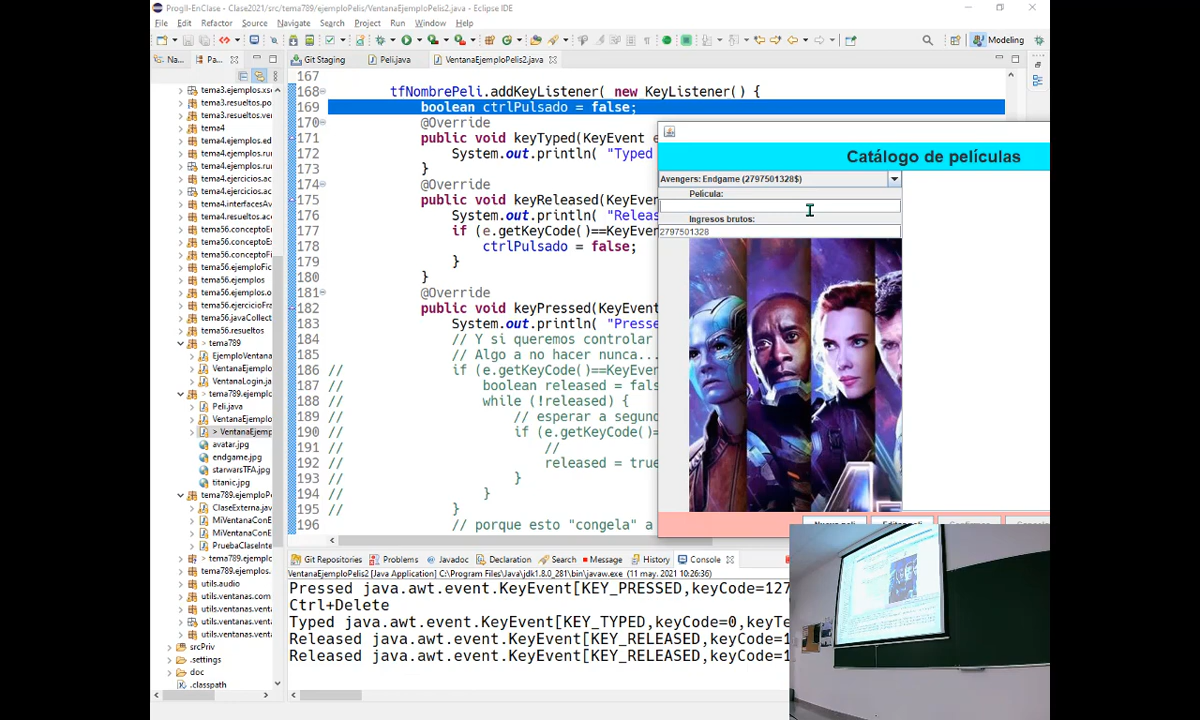 ProgII-EnClase - Clase2021/src/tema789/ejemploPelis/VentanaEjemploPelis2.java - Eclipse IDE
File Edit Refactor Source Navigate Search Project Run Window Help
Modeling
Na... Pa... Git Staging Peli.java VentanaEjemploPelis2.java
tema3.ejemplos.xs
tema3.resueltos.po
tema3.resueltos.ver
tema4
tema4.ejemplos.ed
tema4.ejemplos.ru
tema4.ejercicios.ac
tema4.ejercicios.ru
tema4.interfacesAv
tema4.resueltos.ac
tema56.conceptoE
tema56.conceptoE
tema56.conceptoFi
tema56.ejemploFic
tema56.ejemplos
tema56.ejemplos.o
tema56.ejercicioFra
tema56.javaCollect
tema56.resueltos
tema789
EjemploVentana
VentanaEjemplo
VentanaLogin.ja
tema789.ejemploP
Peli.java
VentanaEjemplo
> VentanaEjemp
avatar.jpg
endgame.jpg
starwarsTFA.jpg
titanic.jpg
tema789.ejemploP
ClaseExterna.jav
MiVentanaConE
MiVentanaConE
PruebaClaseInte
tema789.ejemplo
tema789.ejemplos.
utils.audio
utils.ventanas.com
utils.ventanas.vent
utils.ventanas.vent
utils.ventanas.vent
srcPriv
.settings
doc
.classpath
167
168 tfNombrePeli.addKeyListener( new KeyListener() {
169 boolean ctrlPulsado = false;
170 @Override
171 public void keyTyped(KeyEvent e
172 System.out.println( "Typed
173 }
174 @Override
175 public void keyReleased(KeyEven
176 System.out.println( "Releas
177 if (e.getKeyCode()==KeyEven
178 ctrlPulsado = false;
179 }
180 }
181 @Override
182 public void keyPressed(KeyEvent
183 System.out.println( "Presse
184 // Y si queremos controlar
185 // Algo a no hacer nunca...
186 // if (e.getKeyCode()==KeyEven
187 // boolean released = fals
188 // while (!released) {
189 // // esperar a segundo
190 // if (e.getKeyCode()=
191 // //
192 // released = true
193 // }
194 // }
195 // }
196 // porque esto "congela" a
Catálogo de películas
Avengers: Endgame (2797501328$)
Película:
Ingresos brutos:
2797501328
Git Repositories Problems Javadoc Declaration Search Message History Console
VentanaEjemploPelis2 [Java Application] C:\Program Files\Java\jdk1.8.0_281\bin\javaw.exe (11 may. 2021 10:26:36)
Pressed java.awt.event.KeyEvent[KEY_PRESSED,keyCode=127
Ctrl+Delete
Typed java.awt.event.KeyEvent[KEY_TYPED,keyCode=0,keyTe
Released java.awt.event.KeyEvent[KEY_RELEASED,keyCode=1
Released java.awt.event.KeyEvent[KEY_RELEASED,keyCode=1